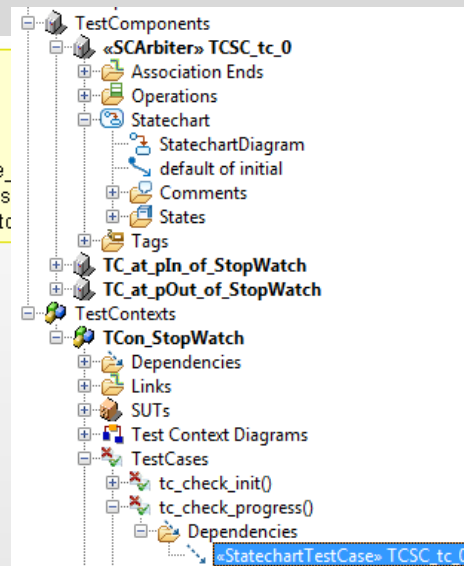 TestComponents
«SCArbiter» TCSC_tc_0
Association Ends
Operations
Statechart
StatechartDiagram
default of initial
Comments
States
Tags
TC_at_pIn_of_StopWatch
TC_at_pOut_of_StopWatch
TestContexts
TCon_StopWatch
Dependencies
Links
SUTs
Test Context Diagrams
TestCases
tc_check_init()
tc_check_progress()
Dependencies
«StatechartTestCase» TCSC_tc_0